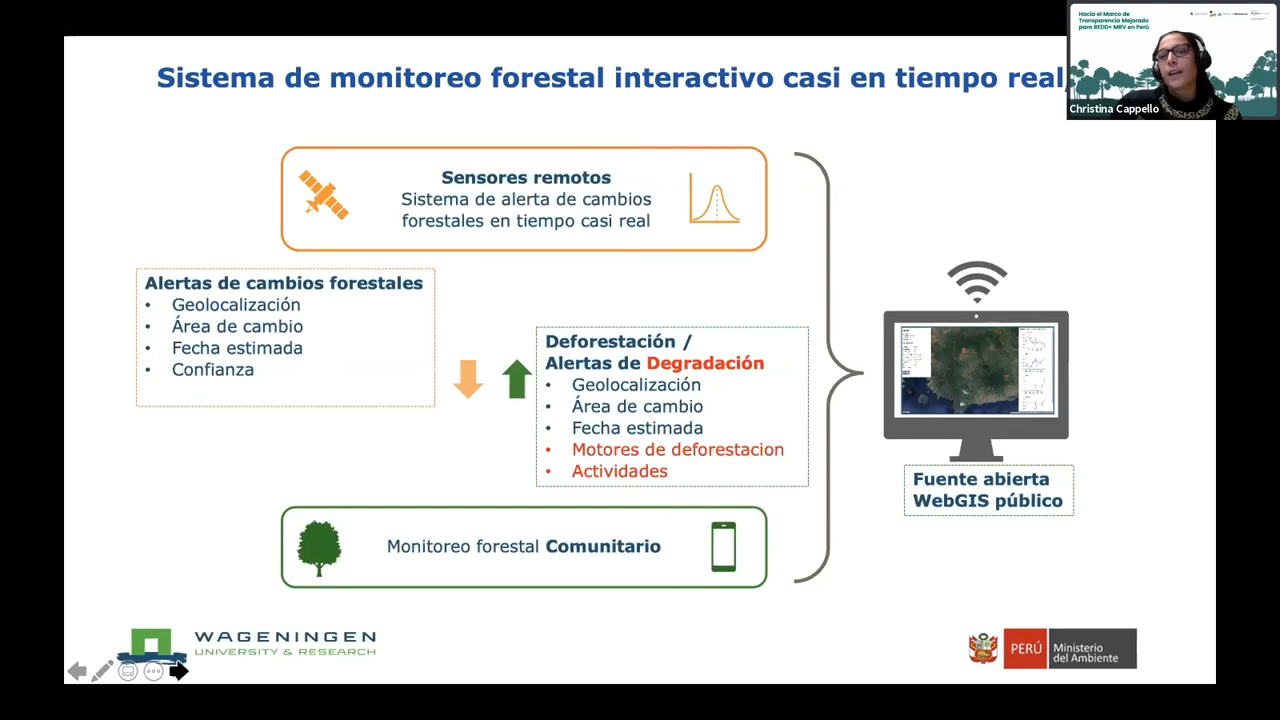 Sistema de monitoreo forestal interactivo casi en tiempo real
Hacia el Marco de
Transparencia Mejorado
para REDD+ MRV en Perú
Christina Cappello
Sensores remotos
Sistema de alerta de cambios
forestales en tiempo casi real
Alertas de cambios forestales
• Geolocalización
• Área de cambio
• Fecha estimada
• Confianza
Deforestación /
Alertas de Degradación
• Geolocalización
• Área de cambio
• Fecha estimada
• Motores de deforestacion
• Actividades
Monitoreo forestal Comunitario
Fuente abierta
WebGIS público
WAGENINGEN
UNIVERSITY & RESEARCH
PERÚ
Ministerio
del Ambiente